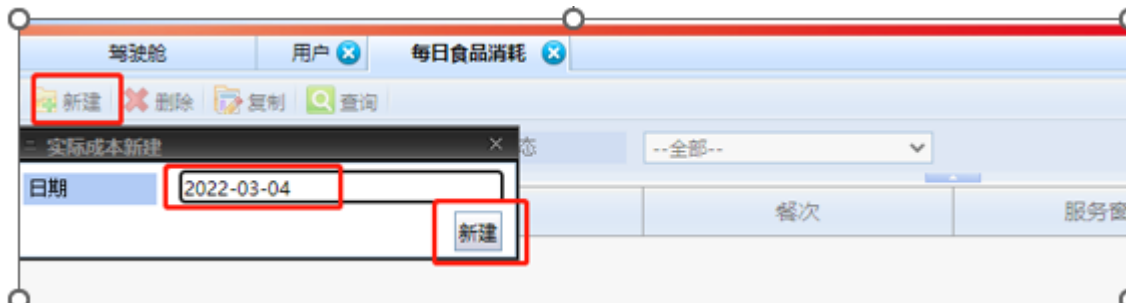 驾驶舱 用户 每日食品消耗
新建 删除 复制 查询
实际成本新建 态 --全部--
日期 2022-03-04
餐次 服务窗
新建